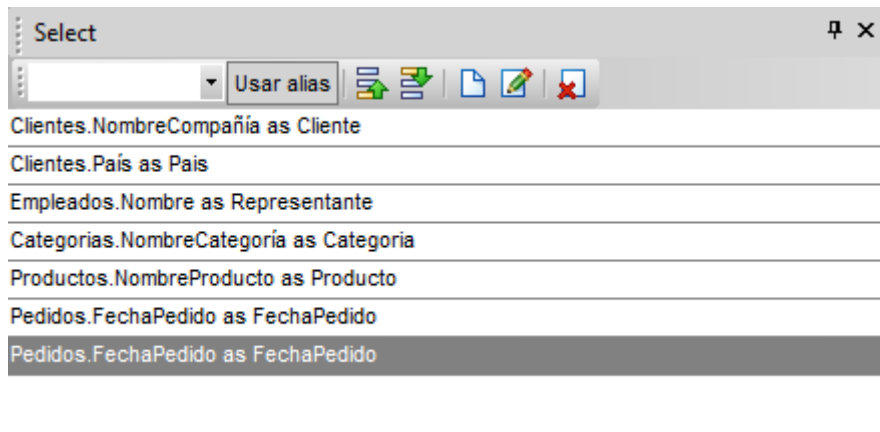 Select
Usar alias
Clientes.NombreCompañía as Cliente
Clientes.País as Pais
Empleados.Nombre as Representante
Categorias.NombreCategoría as Categoria
Productos.NombreProducto as Producto
Pedidos.FechaPedido as FechaPedido
Pedidos.FechaPedido as FechaPedido